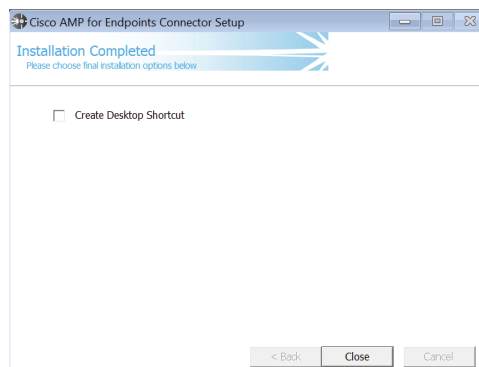 Cisco AMP for Endpoints Connector Setup
Installation Completed
Please choose final installation options below
Create Desktop Shortcut
< Back Close Cancel